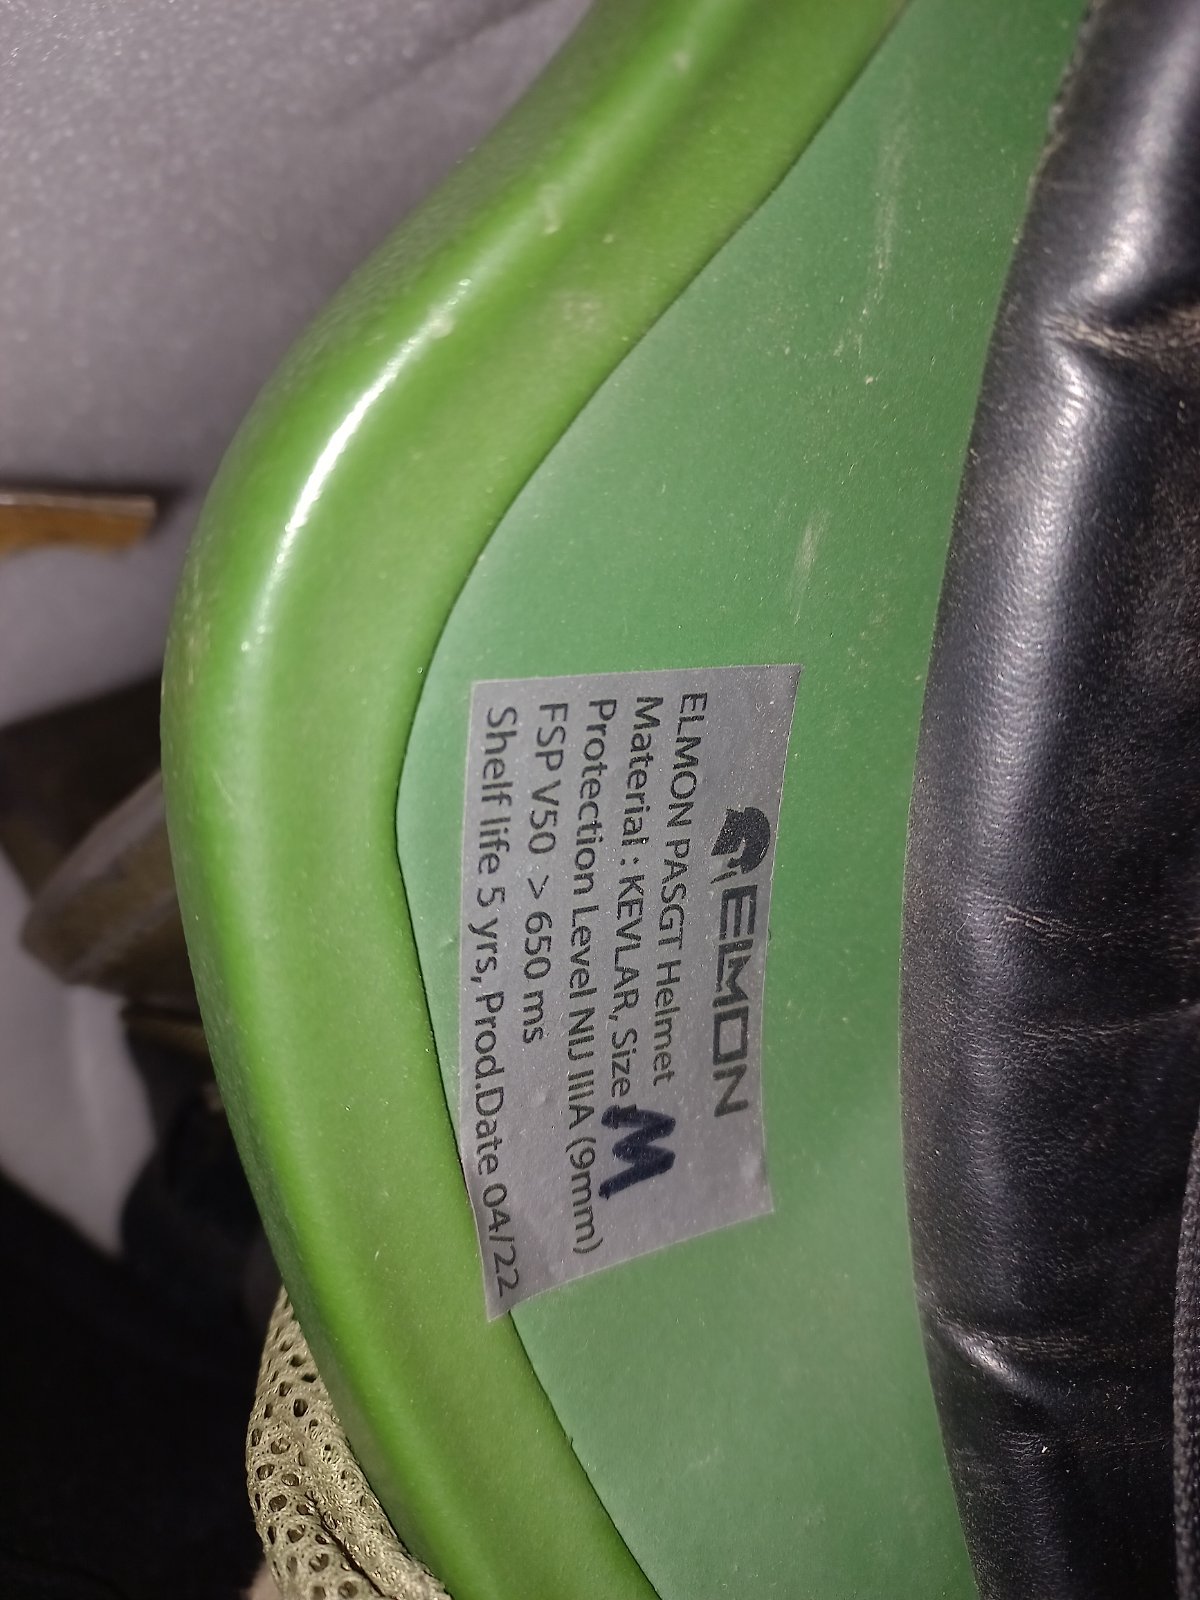 ELMON
ELMON PASGT Helmet
Material : KEVLAR, Size M
Protection Level NIJ IIIA (9mm)
FSP V50 > 650 ms
Shelf life 5 yrs, Prod.Date 04/22